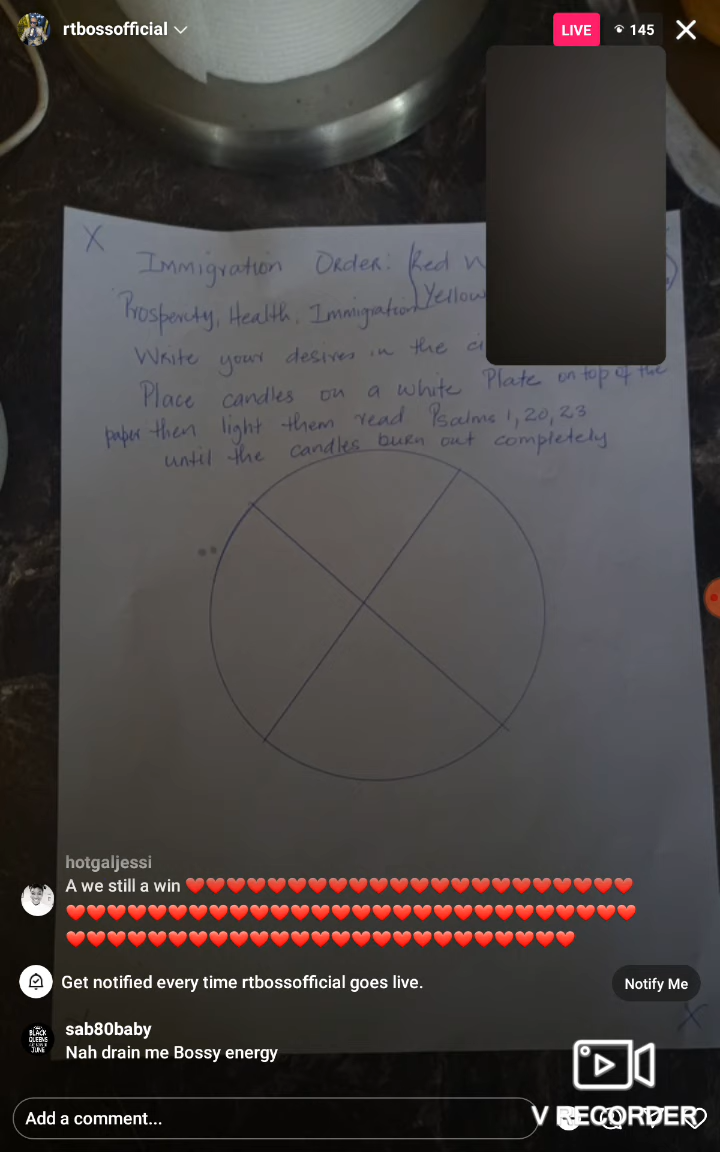 rtbossofficial
LIVE
145
X
Immigration Order: Red
Prosperity, Health, Immigration Yellow
Write your desires in the
Place candles on a white Plate on top of the
paper then light them read Psalms 1, 20, 23
until the candles burn out completely
hotgaljessi
A we still a win ❤️❤️❤️❤️❤️❤️❤️❤️❤️❤️❤️❤️❤️❤️❤️❤️❤️❤️❤️❤️❤️❤️
❤️❤️❤️❤️❤️❤️❤️❤️❤️❤️❤️❤️❤️❤️❤️❤️❤️❤️❤️❤️❤️❤️❤️❤️❤️❤️❤️❤️
❤️❤️❤️❤️❤️❤️❤️❤️❤️❤️❤️❤️❤️❤️❤️❤️❤️❤️❤️❤️❤️❤️❤️❤️❤️
Get notified every time rtbossofficial goes live.
Notify Me
BLACK
QUEENS
JUNE
sab80baby
Nah drain me Bossy energy
X
Add a comment...
V RECORDER